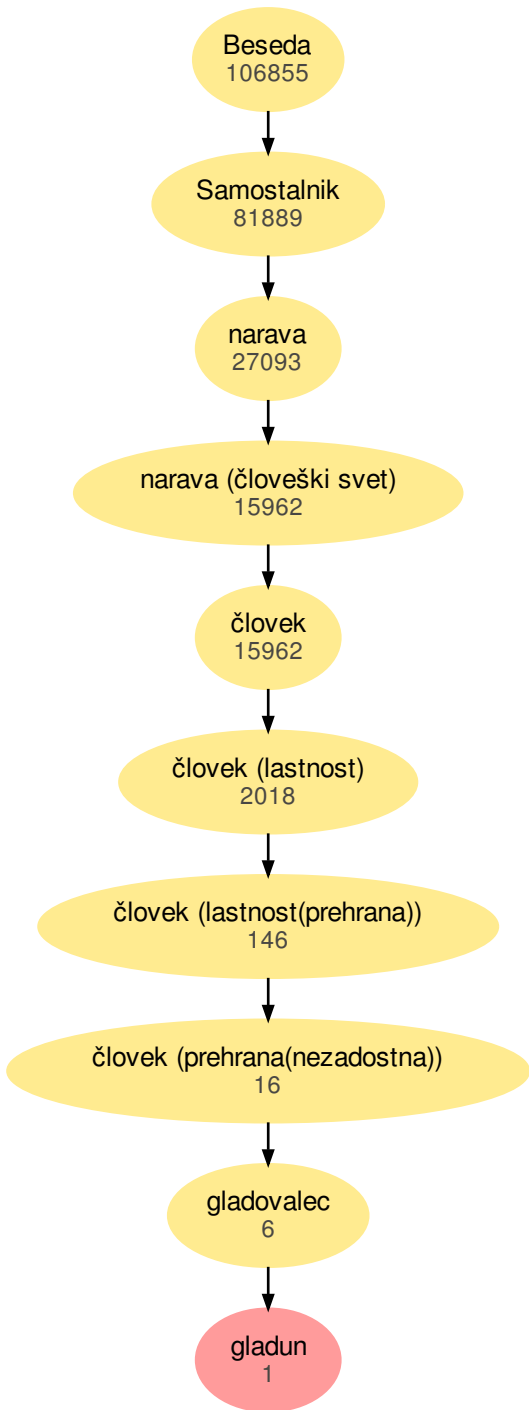 Beseda
106855
Samostalnik
81889
narava
27093
narava (človeški svet)
15962
človek
15962
človek (lastnost)
2018
človek (lastnost(prehrana))
146
človek (prehrana(nezadostna))
16
gladovalec
6
gladun
1